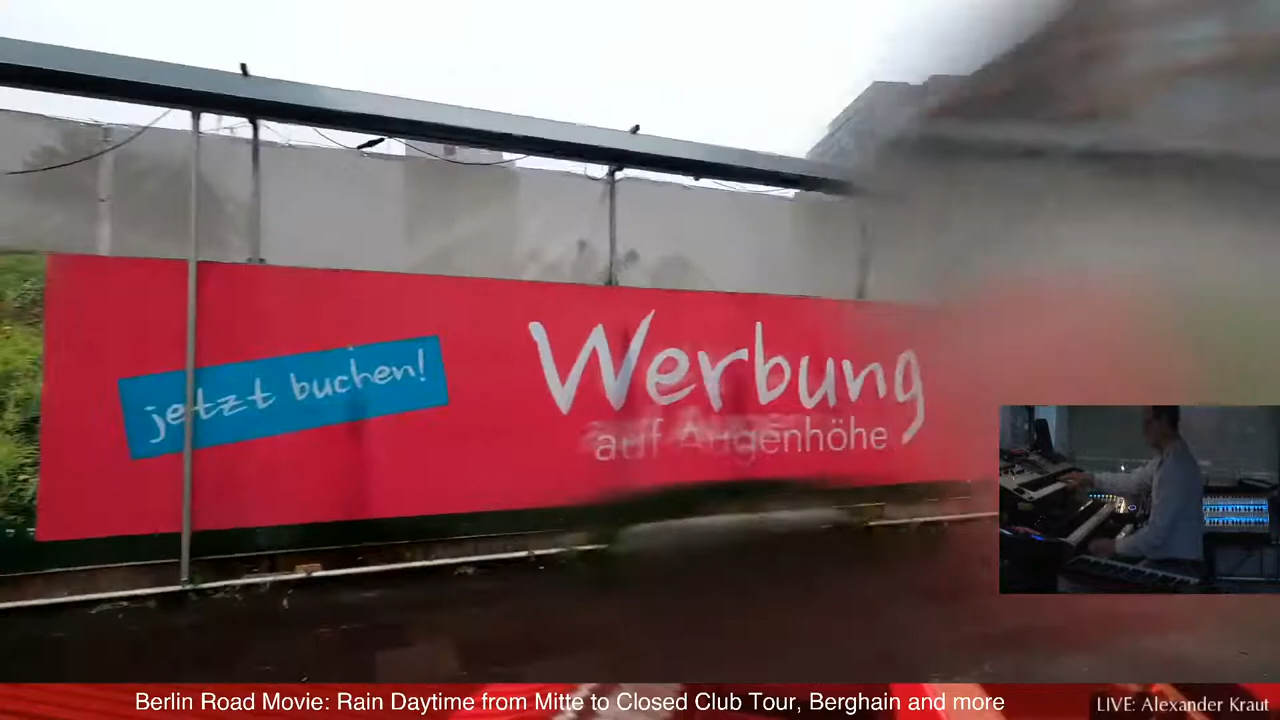 jetzt buchen!
Werbung
auf Augenhöhe
Berlin Road Movie: Rain Daytime from Mitte to Closed Club Tour, Berghain and more
LIVE: Alexander Kraut